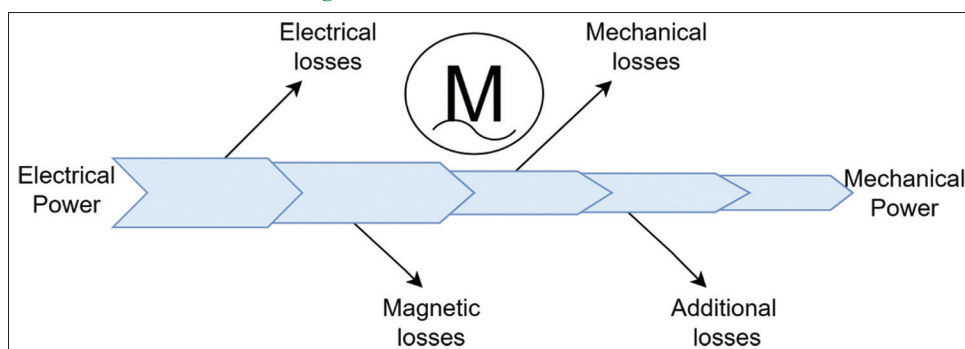 Electrical
losses
Mechanical
losses
M
Electrical
Power
Mechanical
Power
Magnetic
losses
Additional
losses